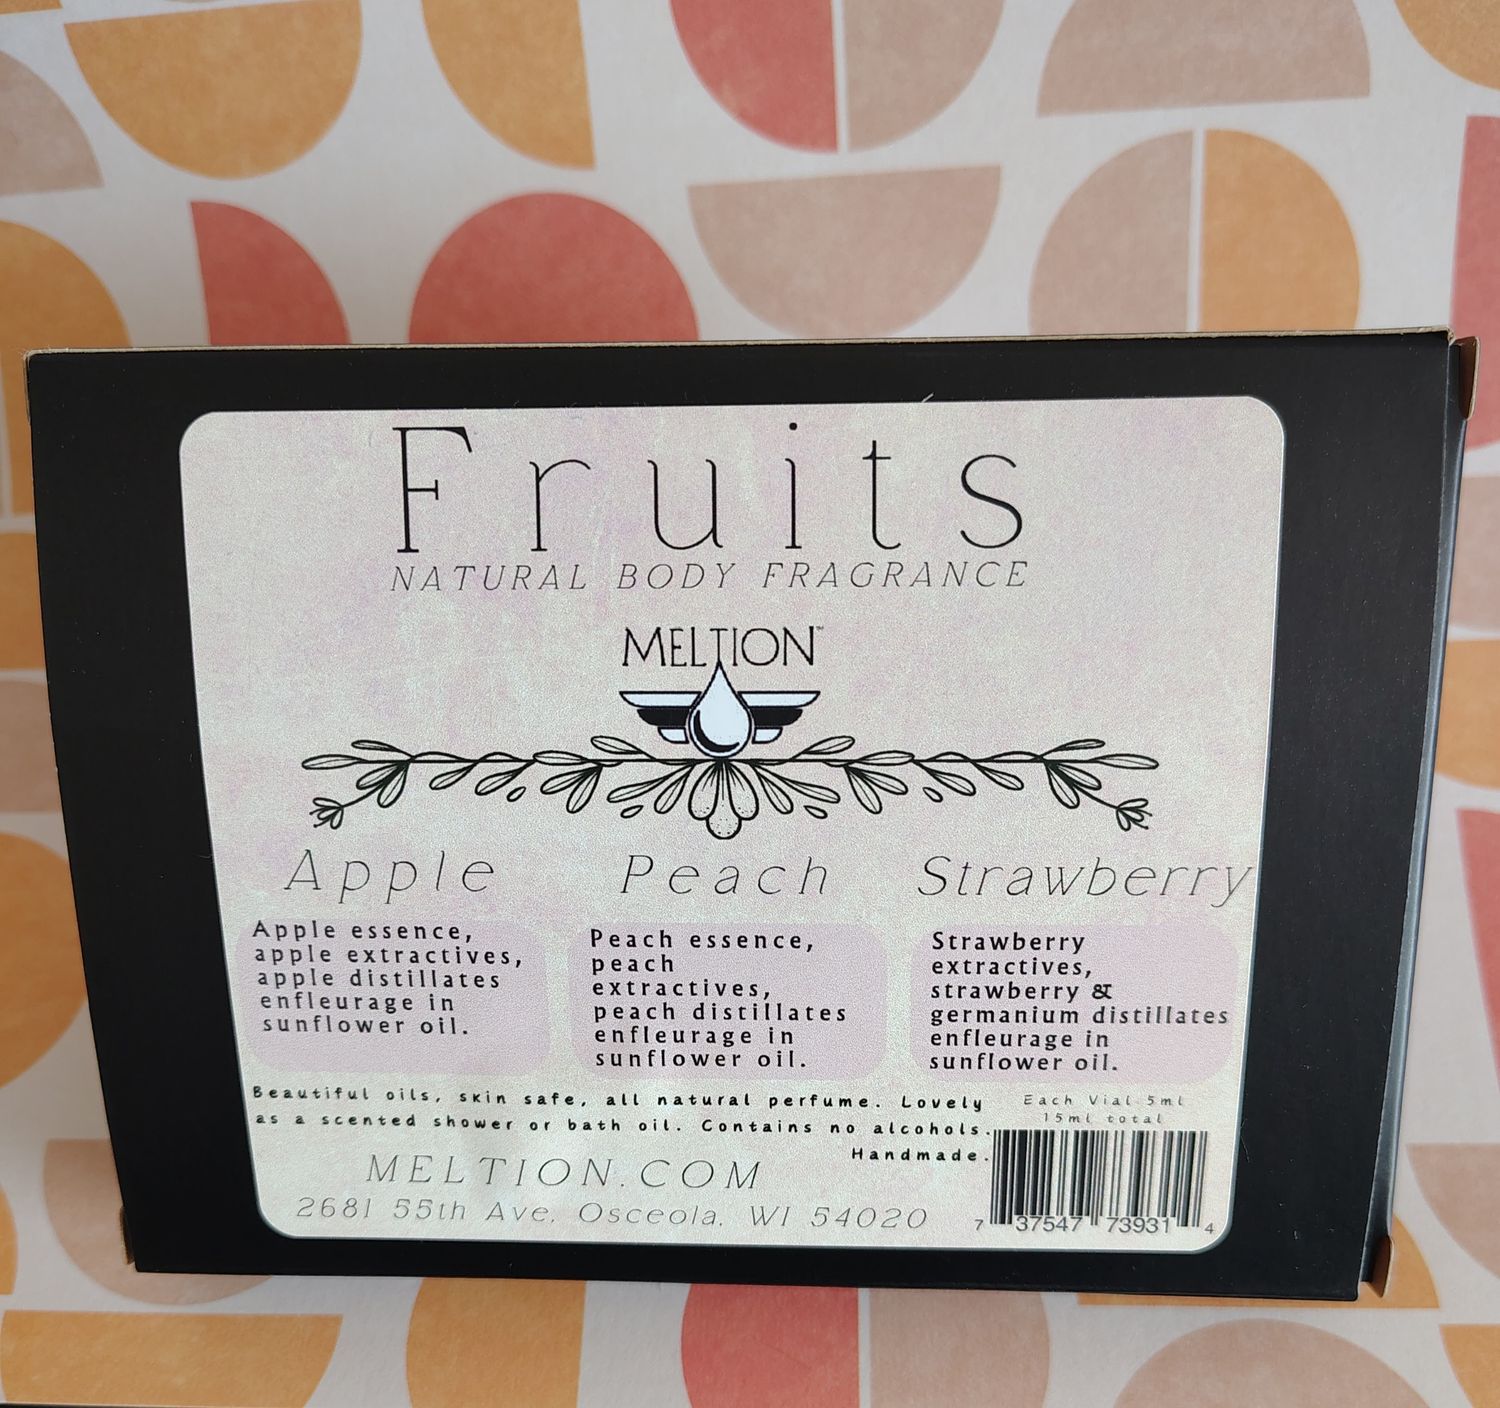 Fruits
NATURAL BODY FRAGRANCE
MELTION™
Apple
Apple essence,
apple extractives,
apple distillates
enfleurage in
sunflower oil.
Peach
Peach essence,
peach
extractives,
peach distillates
enfleurage in
sunflower oil.
Strawberry
Strawberry
extractives,
strawberry &
germanium distillates
enfleurage in
sunflower oil.
Beautiful oils, skin safe, all natural perfume. Lovely
as a scented shower or bath oil. Contains no alcohols.
Handmade.
Each Vial 5ml
15ml total
MELTION.COM
2681 55th Ave. Osceola. WI 54020
7 37547 73931 4